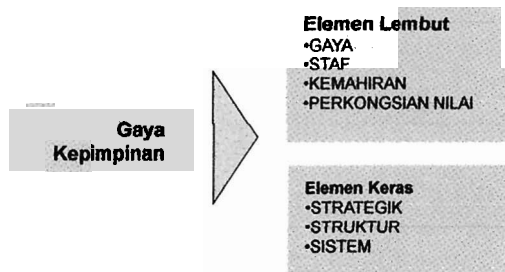 Gaya
Kepimpinan
Elemen Lembut
•GAYA
•STAF
•KEMAHIRAN
•PERKONGSIAN NILAI
Elemen Keras
•STRATEGIK
•STRUKTUR
•SISTEM